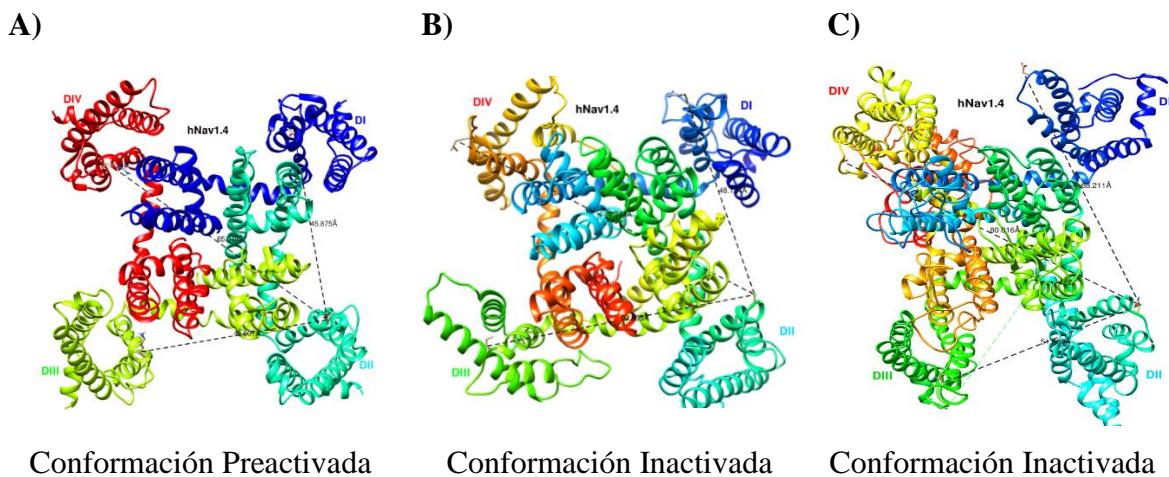 A)
B)
C)
DIV
hNav1.4
DI
45.875Å
DIII
DII
DIV
hNav1.4
DI
DIII
DII
DIV
hNav1.4
80.016Å
DIII
DII
Conformación Preactivada
Conformación Inactivada
Conformación Inactivada